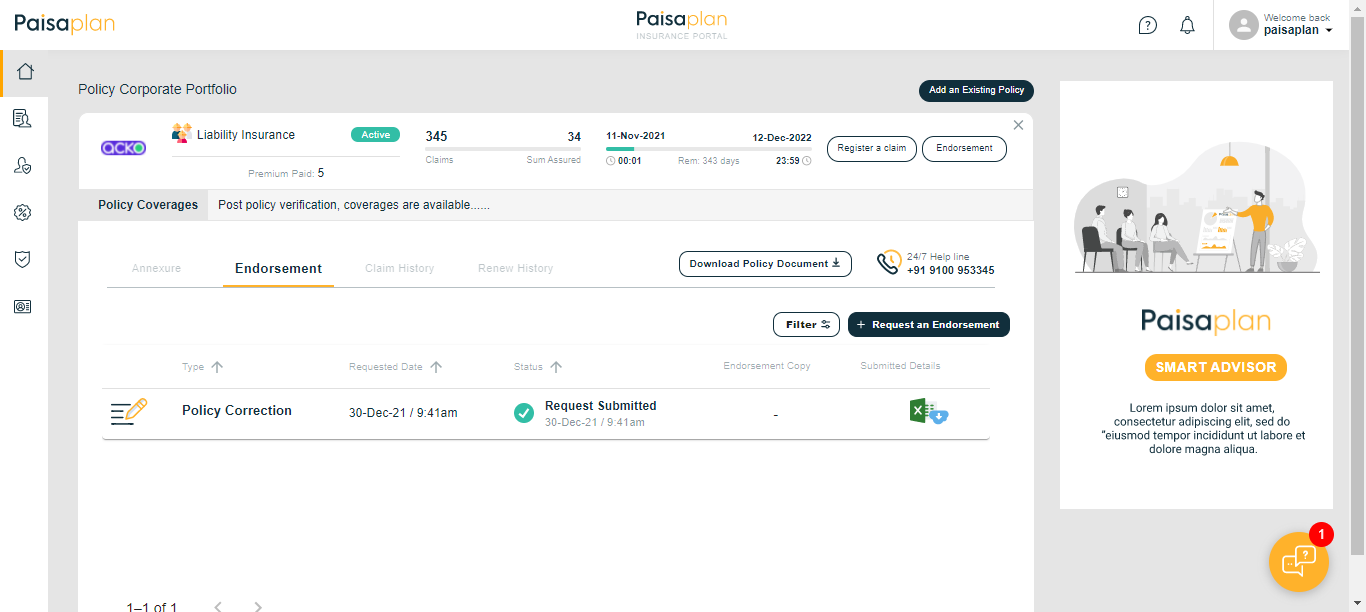 Paisaplan
Paisaplan
INSURANCE PORTAL
?
Welcome back
paisaplan
Policy Corporate Portfolio
Add an Existing Policy
acko
Liability Insurance
Active
Premium Paid: 5
345
34
Claims
Sum Assured
11-Nov-2021
12-Dec-2022
00:01
Rem: 343 days
23:59
Register a claim
Endorsement
Policy Coverages
Post policy verification, coverages are available......
Annexure
Endorsement
Claim History
Renew History
Download Policy Document
24/7 Help line
+91 9100 953345
Filter
+ Request an Endorsement
Type
Requested Date
Status
Endorsement Copy
Submitted Details
Policy Correction
30-Dec-21 / 9:41am
Request Submitted
30-Dec-21 / 9:41am
-
X
1–1 of 1
Paisaplan
SMART ADVISOR
Lorem ipsum dolor sit amet,
consectetur adipiscing elit, sed do
“eiusmod tempor incididunt ut labore et
dolore magna aliqua.
1
?